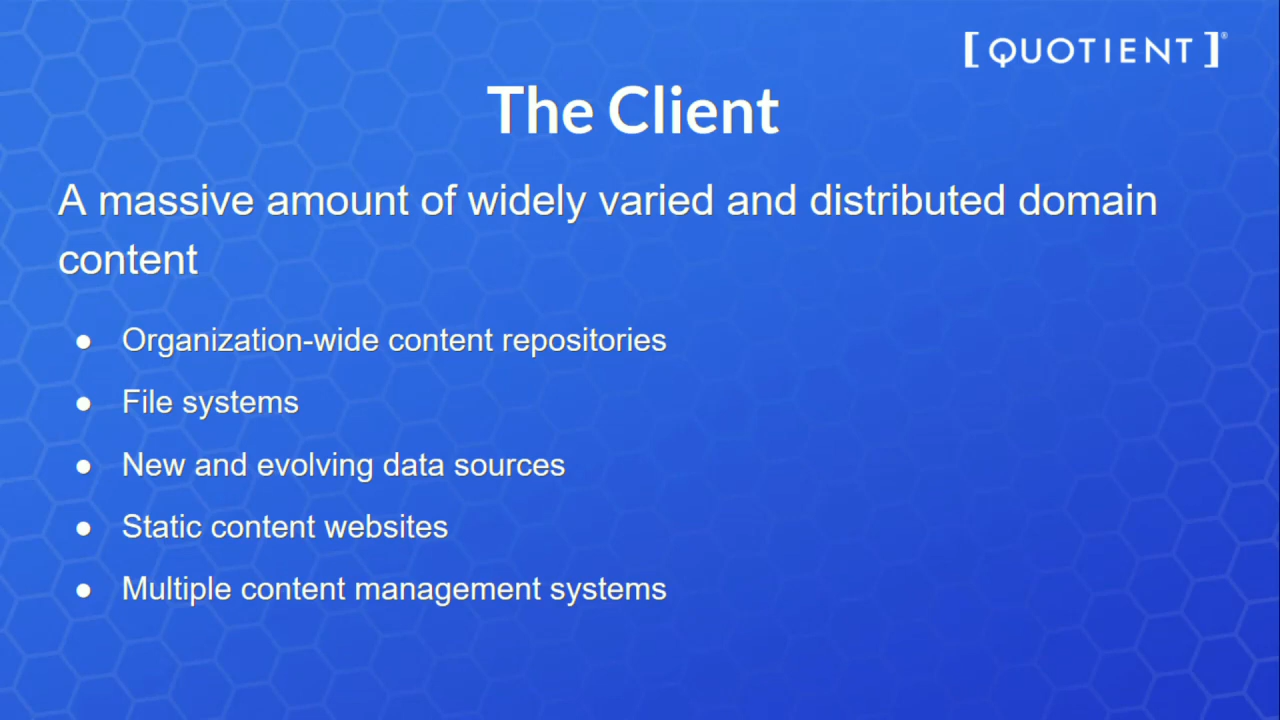 [ QUOTIENT ]®
The Client
A massive amount of widely varied and distributed domain
content
● Organization-wide content repositories
● File systems
● New and evolving data sources
● Static content websites
● Multiple content management systems